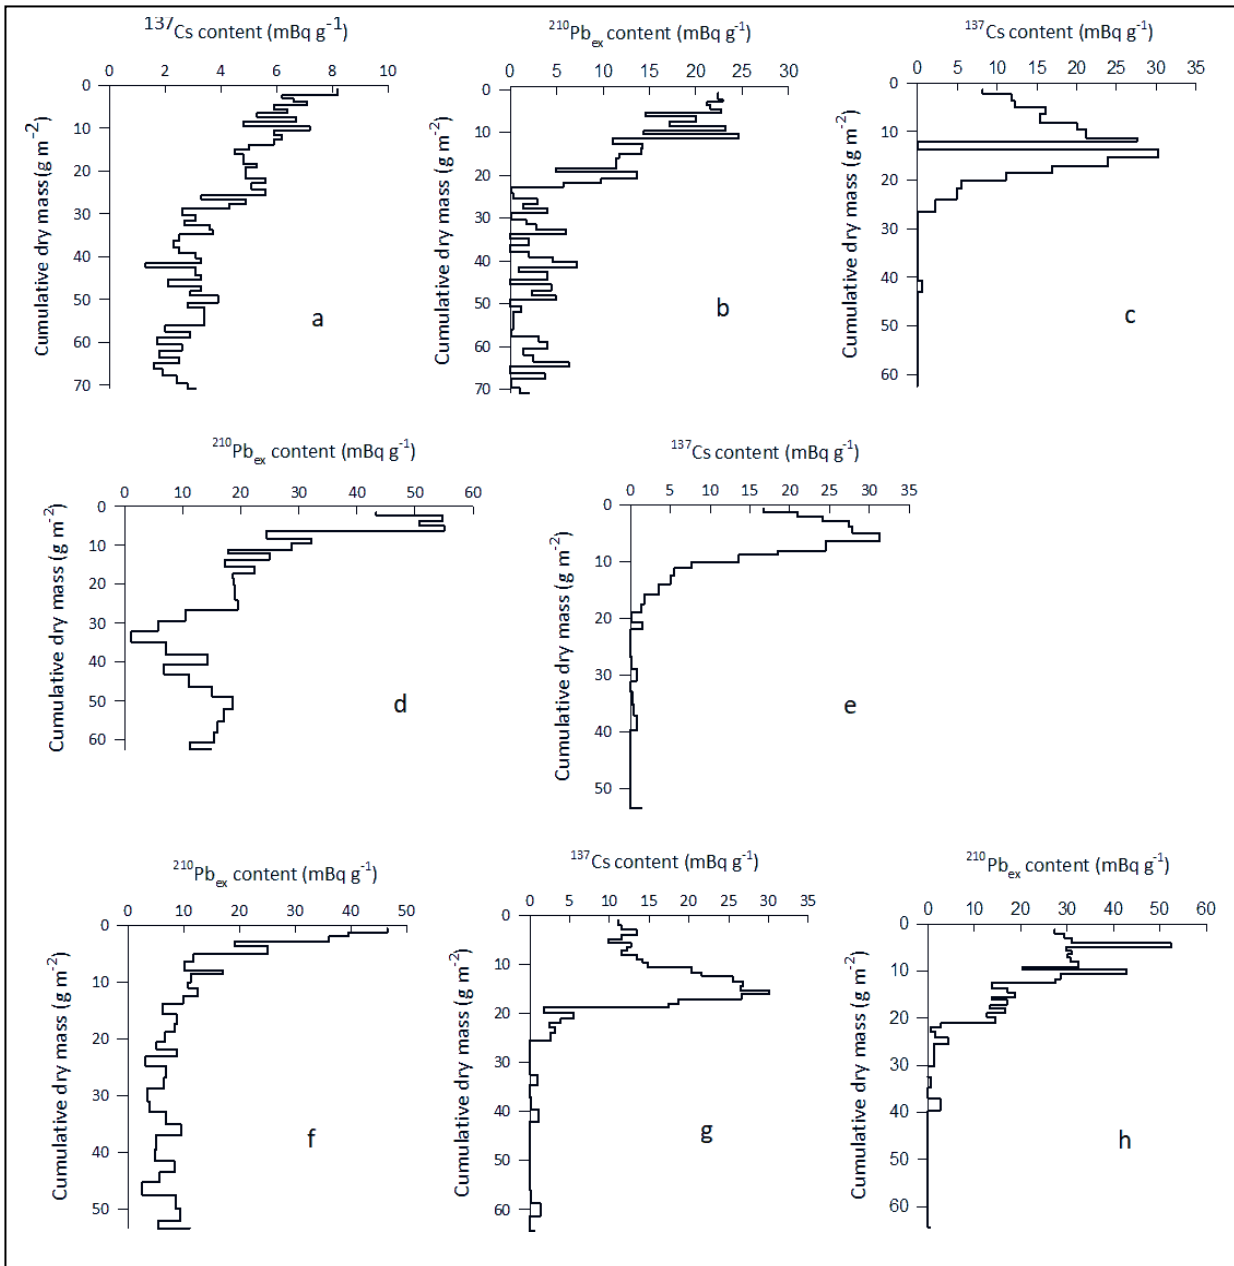 ¹³⁷Cs content (mBq g⁻¹)
0 2 4 6 8 10
Cumulative dry mass (g m⁻²)
0
10
20
30
40
50
60
70
a
²¹⁰Pbₑₓ content (mBq g⁻¹)
0 5 10 15 20 25 30
Cumulative dry mass (g m⁻²)
0
10
20
30
40
50
60
70
b
¹³⁷Cs content (mBq g⁻¹)
0 5 10 15 20 25 30 35
Cumulative dry mass (g m⁻²)
0
10
20
30
40
50
60
c
²¹⁰Pbₑₓ content (mBq g⁻¹)
0 10 20 30 40 50 60
Cumulative dry mass (g m⁻²)
0
10
20
30
40
50
60
d
¹³⁷Cs content (mBq g⁻¹)
0 5 10 15 20 25 30 35
Cumulative dry mass (g m⁻²)
0
10
20
30
40
50
e
²¹⁰Pbₑₓ content (mBq g⁻¹)
0 10 20 30 40 50
Cumulative dry mass (g m⁻²)
0
10
20
30
40
50
f
¹³⁷Cs content (mBq g⁻¹)
0 5 10 15 20 25 30 35
Cumulative dry mass (g m⁻²)
0
10
20
30
40
50
60
g
²¹⁰Pbₑₓ content (mBq g⁻¹)
0 10 20 30 40 50 60
Cumulative dry mass (g m⁻²)
0
10
20
30
40
50
60
h